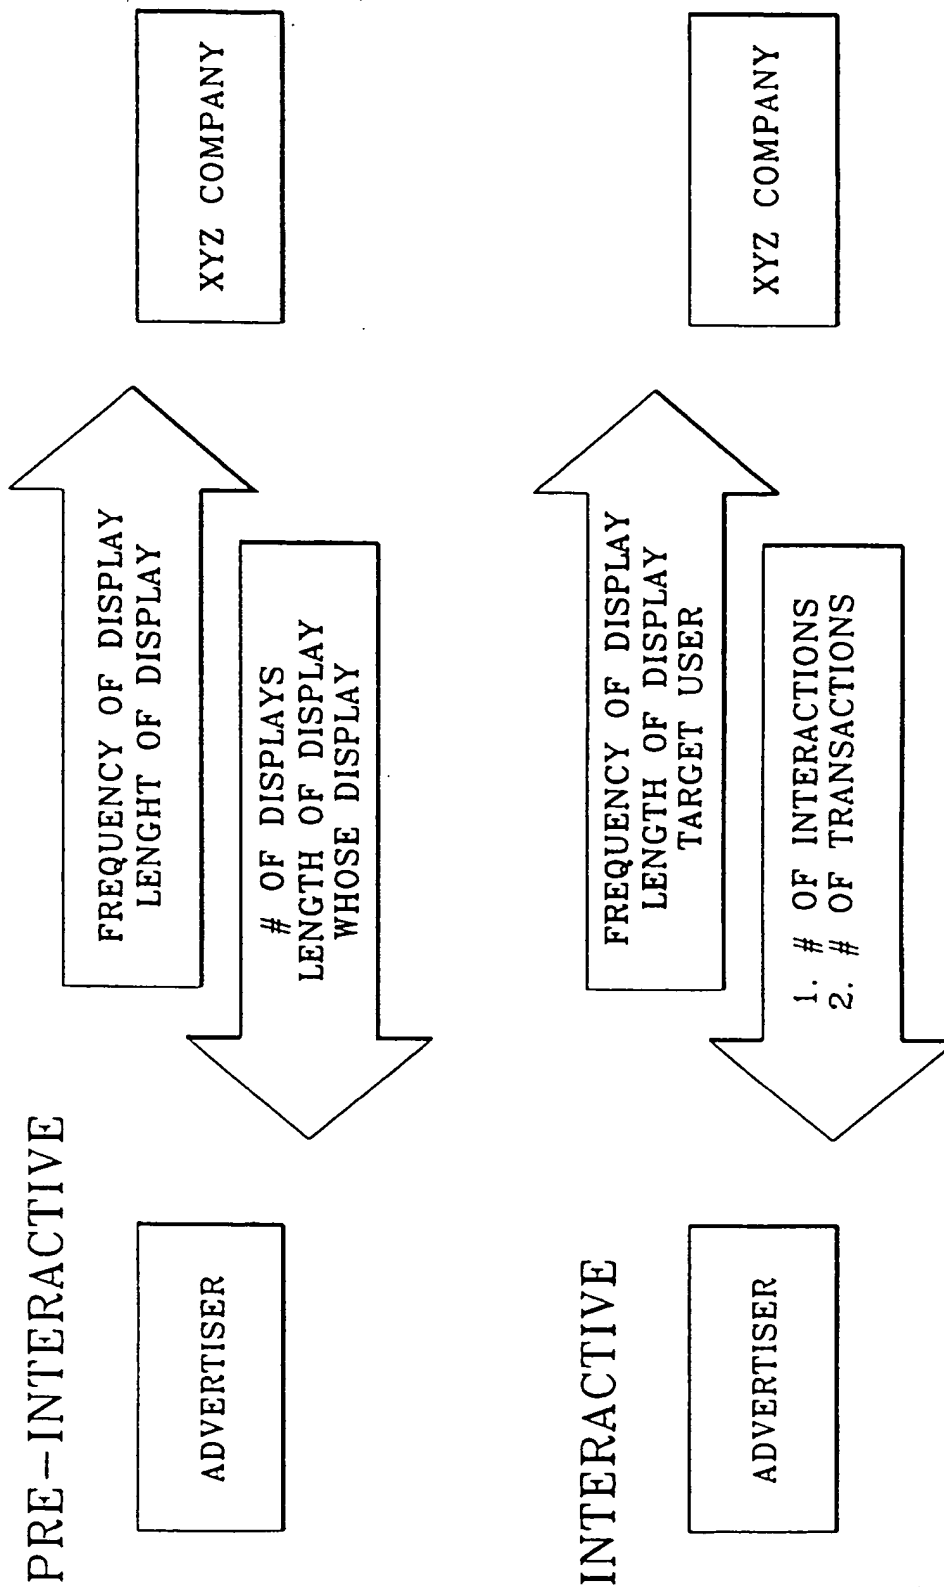 PRE-INTERACTIVE
ADVERTISER
FREQUENCY OF DISPLAY
LENGHT OF DISPLAY
# OF DISPLAYS
LENGTH OF DISPLAY
WHOSE DISPLAY
XYZ COMPANY
INTERACTIVE
ADVERTISER
FREQUENCY OF DISPLAY
LENGTH OF DISPLAY
TARGET USER
1. # OF INTERACTIONS
2. # OF TRANSACTIONS
XYZ COMPANY